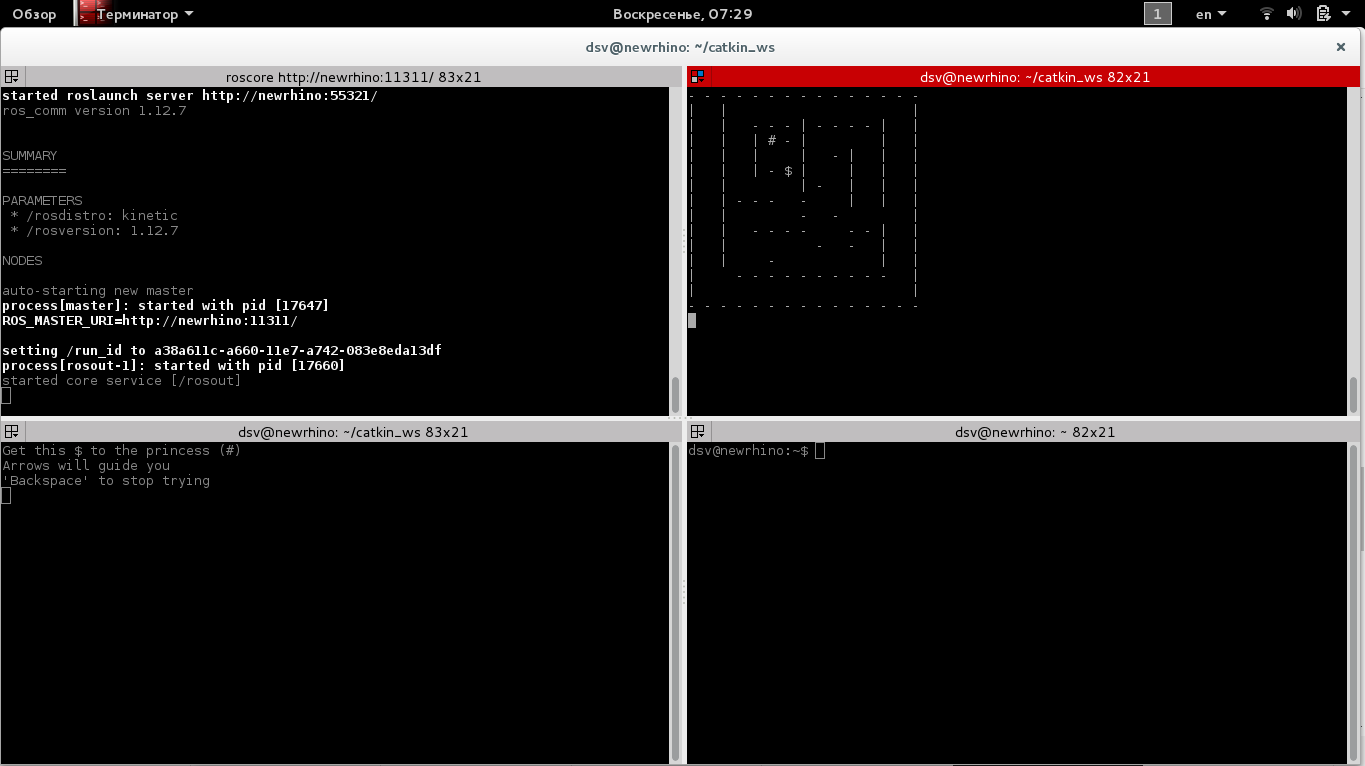 Обзор Терминатор Воскресенье, 07:29 1 en
dsv@newrhino: ~/catkin_ws
roscore http://newrhino:11311/ 83x21
started roslaunch server http://newrhino:55321/
ros_comm version 1.12.7
SUMMARY
========
PARAMETERS
 * /rosdistro: kinetic
 * /rosversion: 1.12.7
NODES
auto-starting new master
process[master]: started with pid [17647]
ROS_MASTER_URI=http://newrhino:11311/
setting /run_id to a38a611c-a660-11e7-a742-083e8eda13df
process[rosout-1]: started with pid [17660]
started core service [/rosout]
dsv@newrhino: ~/catkin_ws 82x21
- - - - - - - - - - - - - - -
|   |                       |
|   |   - - - | - - - - |   |
|   |   | # - |         |   |
|   |   |     |   - |   |   |
|   |   | - $ |     |   |   |
|   |         | -   |   |   |
|   | - - -   -     |   |   |
|   |         -   -         |
|   |   - - - -     - - |   |
|   |           -   -   |   |
|   |     -             |   |
|     - - - - - - - - - -   |
|                           |
- - - - - - - - - - - - - - -
dsv@newrhino: ~/catkin_ws 83x21
Get this $ to the princess (#)
Arrows will guide you
'Backspace' to stop trying
dsv@newrhino: ~ 82x21
dsv@newrhino:~$